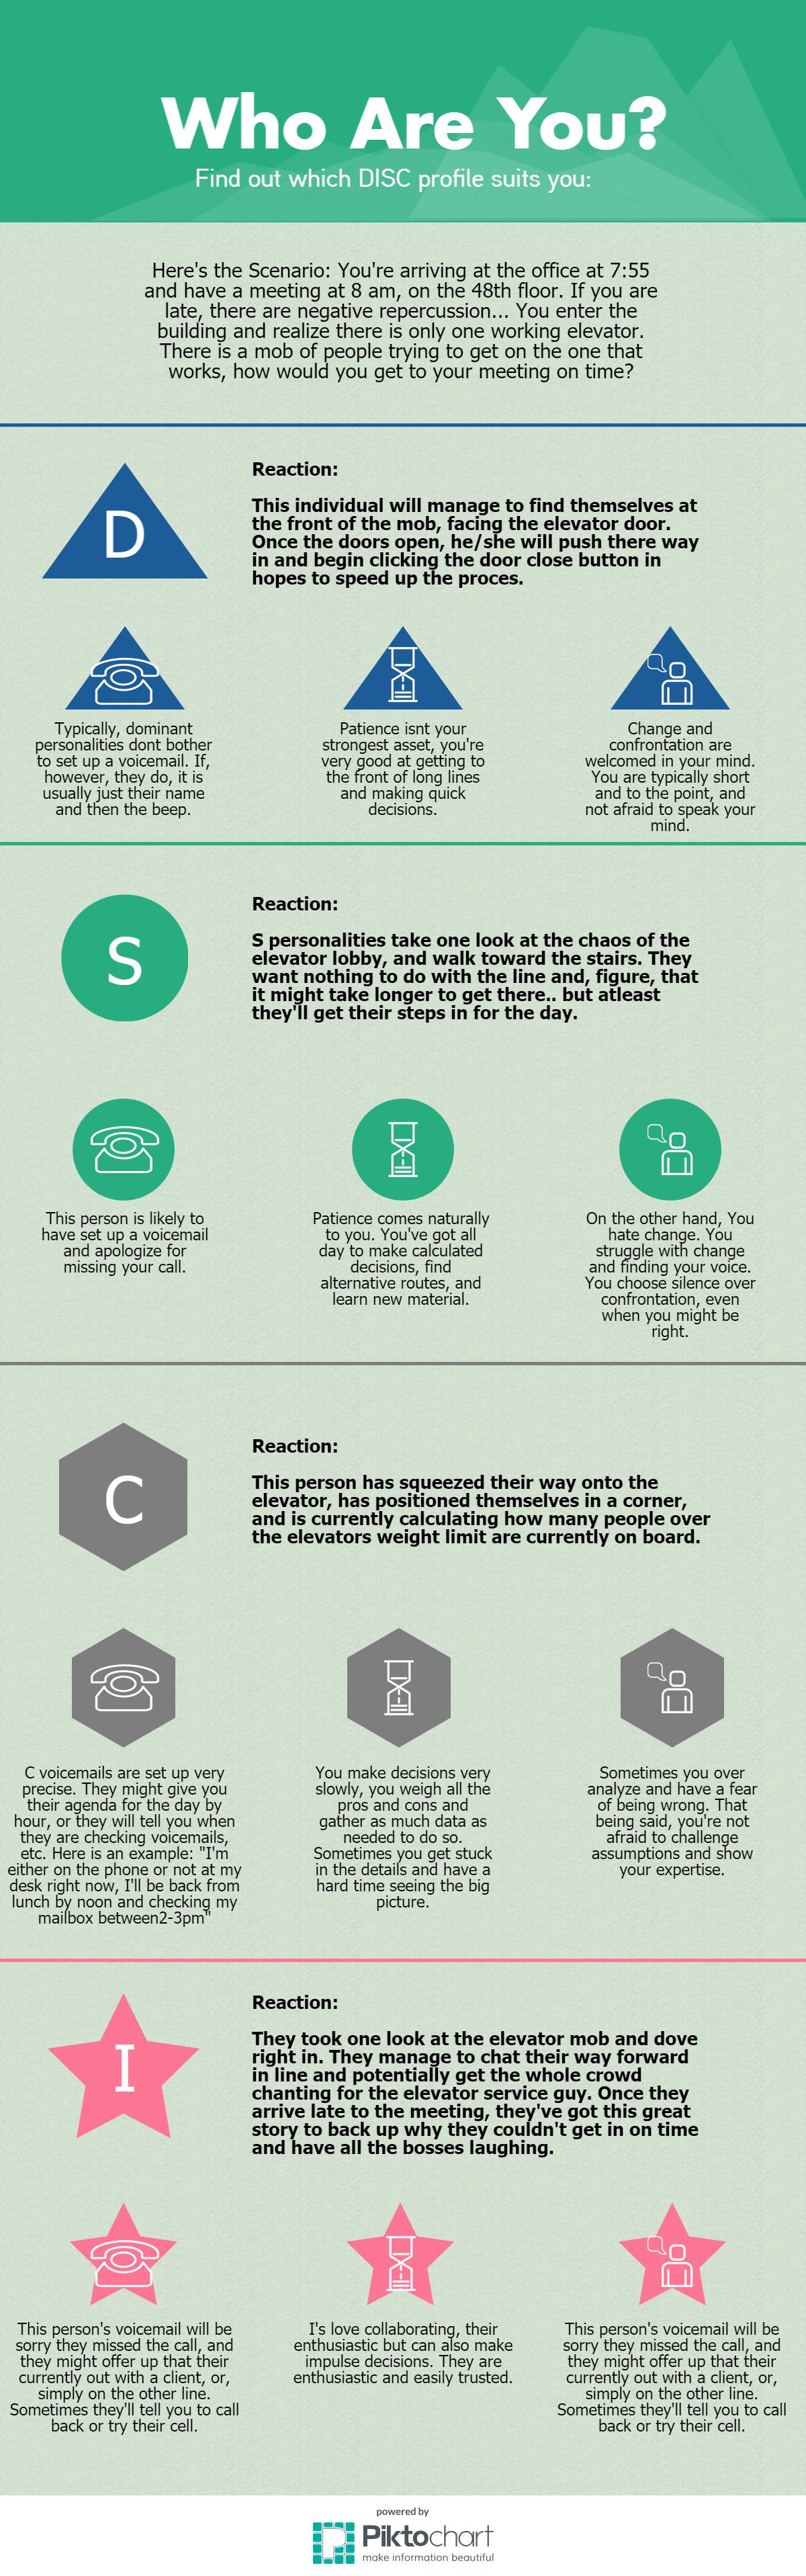 Who Are You?
Find out which DISC profile suits you:
Here's the Scenario: You're arriving at the office at 7:55
and have a meeting at 8 am, on the 48th floor. If you are
late, there are negative repercussion... You enter the
building and realize there is only one working elevator.
There is a mob of people trying to get on the one that
works, how would you get to your meeting on time?
D
Reaction:
This individual will manage to find themselves at
the front of the mob, facing the elevator door.
Once the doors open, he/she will push there way
in and begin clicking the door close button in
hopes to speed up the proces.
Typically, dominant
personalities dont bother
to set up a voicemail. If,
however, they do, it is
usually just their name
and then the beep.
Patience isnt your
strongest asset, you're
very good at getting to
the front of long lines
and making quick
decisions.
Change and
confrontation are
welcomed in your mind.
You are typically short
and to the point, and
not afraid to speak your
mind.
S
Reaction:
S personalities take one look at the chaos of the
elevator lobby, and walk toward the stairs. They
want nothing to do with the line and, figure, that
it might take longer to get there.. but atleast
they'll get their steps in for the day.
This person is likely to
have set up a voicemail
and apologize for
missing your call.
Patience comes naturally
to you. You've got all
day to make calculated
decisions, find
alternative routes, and
learn new material.
On the other hand, You
hate change. You
struggle with change
and finding your voice.
You choose silence over
confrontation, even
when you might be
right.
C
Reaction:
This person has squeezed their way onto the
elevator, has positioned themselves in a corner,
and is currently calculating how many people over
the elevators weight limit are currently on board.
C voicemails are set up very
precise. They might give you
their agenda for the day by
hour, or they will tell you when
they are checking voicemails,
etc. Here is an example: "I'm
either on the phone or not at my
desk right now, I'll be back from
lunch by noon and checking my
mailbox between2-3pm"
You make decisions very
slowly, you weigh all the
pros and cons and
gather as much data as
needed to do so.
Sometimes you get stuck
in the details and have a
hard time seeing the big
picture.
Sometimes you over
analyze and have a fear
of being wrong. That
being said, you're not
afraid to challenge
assumptions and show
your expertise.
I
Reaction:
They took one look at the elevator mob and dove
right in. They manage to chat their way forward
in line and potentially get the whole crowd
chanting for the elevator service guy. Once they
arrive late to the meeting, they've got this great
story to back up why they couldn't get in on time
and have all the bosses laughing.
This person's voicemail will be
sorry they missed the call, and
they might offer up that their
currently out with a client, or,
simply on the other line.
Sometimes they'll tell you to call
back or try their cell.
I's love collaborating, their
enthusiastic but can also make
impulse decisions. They are
enthusiastic and easily trusted.
This person's voicemail will be
sorry they missed the call, and
they might offer up that their
currently out with a client, or,
simply on the other line.
Sometimes they'll tell you to call
back or try their cell.
powered by
Piktochart
make information beautiful